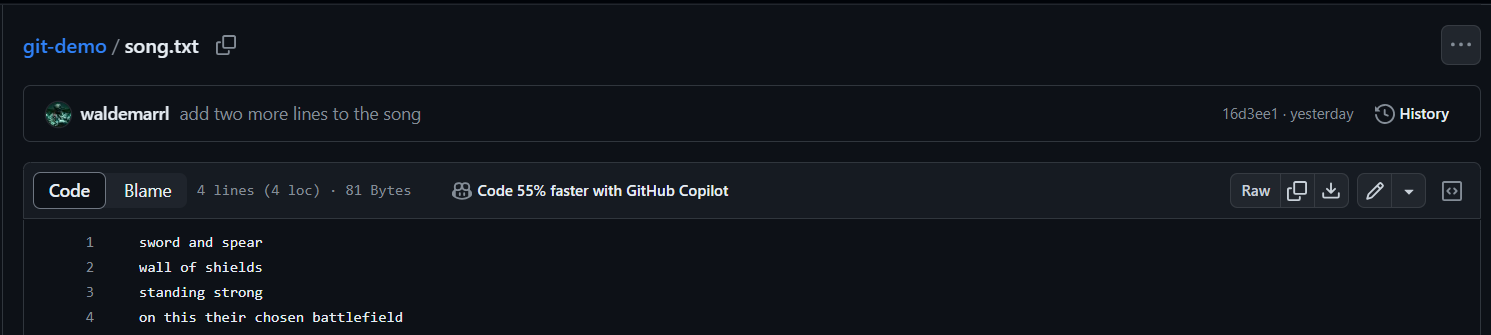 git-demo / song.txt
waldemarrl add two more lines to the song 16d3ee1 · yesterday History
Code Blame 4 lines (4 loc) · 81 Bytes Code 55% faster with GitHub Copilot Raw
1 sword and spear
2 wall of shields
3 standing strong
4 on this their chosen battlefield